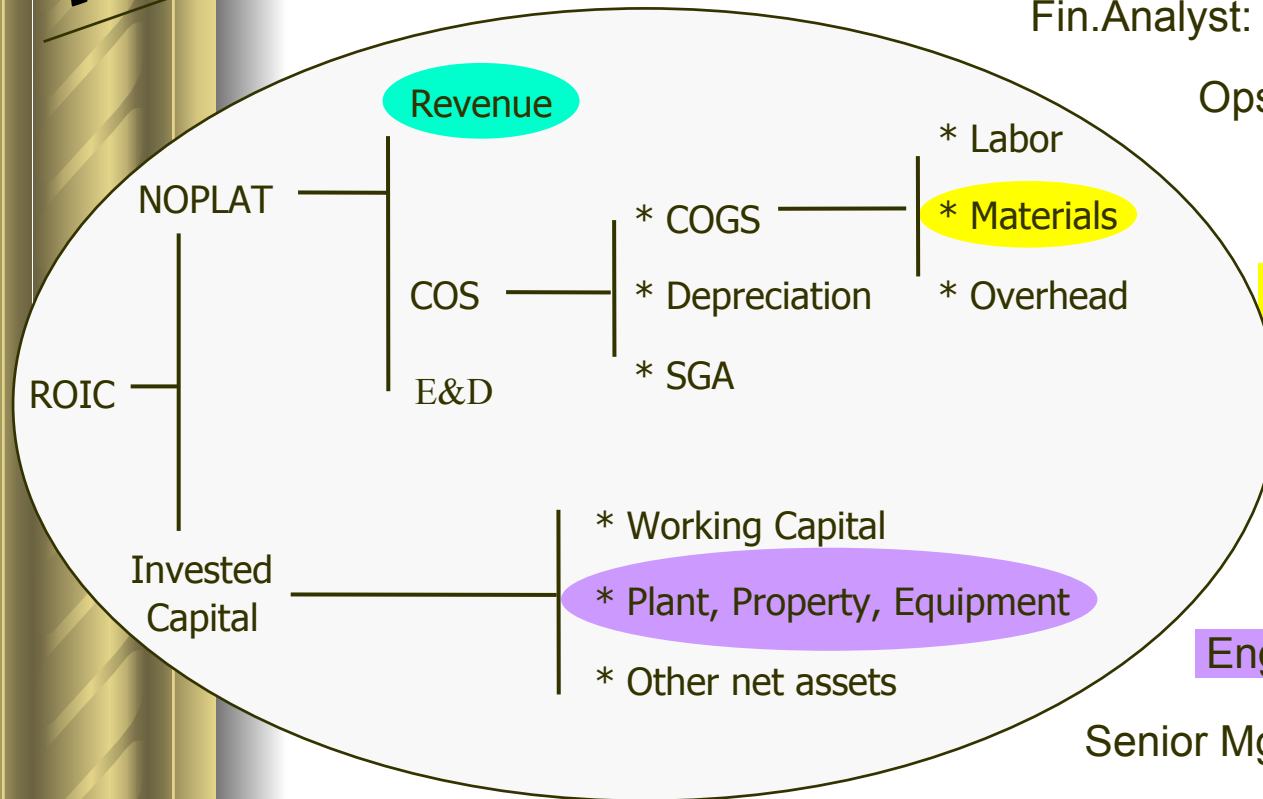 Fin.Analyst:
Revenue
* Labor
NOPLAT
* COGS
* Materials
COS
* Depreciation
* Overhead
* SGA
E&D
ROIC
* Working Capital
Invested
Capital
* Plant, Property, Equipment
* Other net assets
Senior